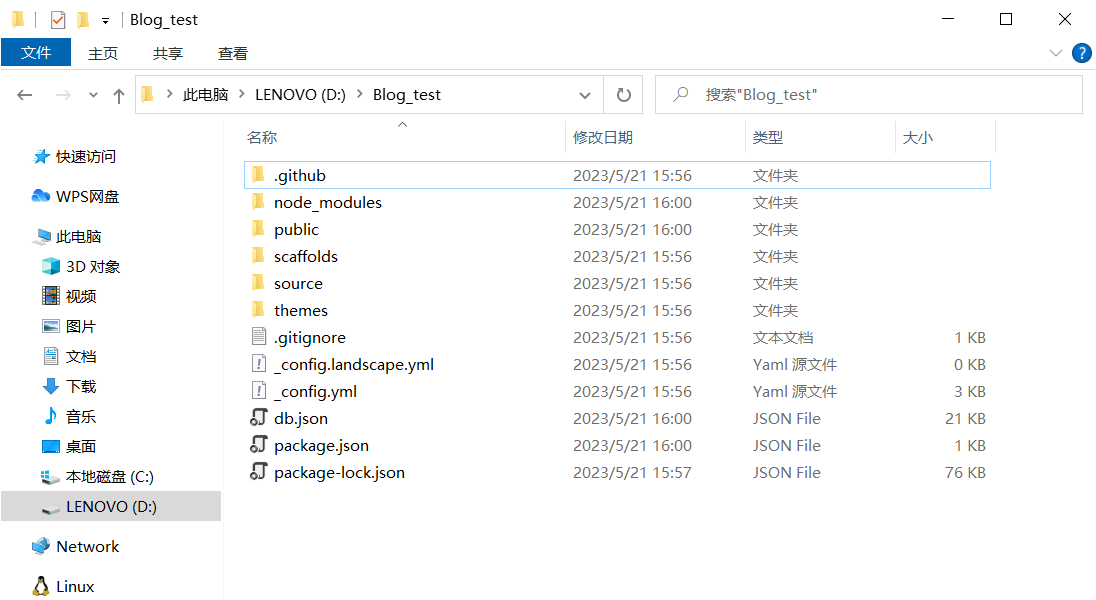 Blog_test
文件 主页 共享 查看
此电脑 LENOVO (D:) Blog_test 搜索"Blog_test"
名称 修改日期 类型 大小
快速访问
WPS网盘
此电脑
3D 对象
视频
图片
文档
下载
音乐
桌面
本地磁盘 (C:)
LENOVO (D:)
Network
Linux
.github 2023/5/21 15:56 文件夹
node_modules 2023/5/21 16:00 文件夹
public 2023/5/21 16:00 文件夹
scaffolds 2023/5/21 15:56 文件夹
source 2023/5/21 15:56 文件夹
themes 2023/5/21 15:56 文件夹
.gitignore 2023/5/21 15:56 文本文档 1 KB
_config.landscape.yml 2023/5/21 15:56 Yaml 源文件 0 KB
_config.yml 2023/5/21 15:56 Yaml 源文件 3 KB
db.json 2023/5/21 16:00 JSON File 21 KB
package.json 2023/5/21 16:00 JSON File 1 KB
package-lock.json 2023/5/21 15:57 JSON File 76 KB